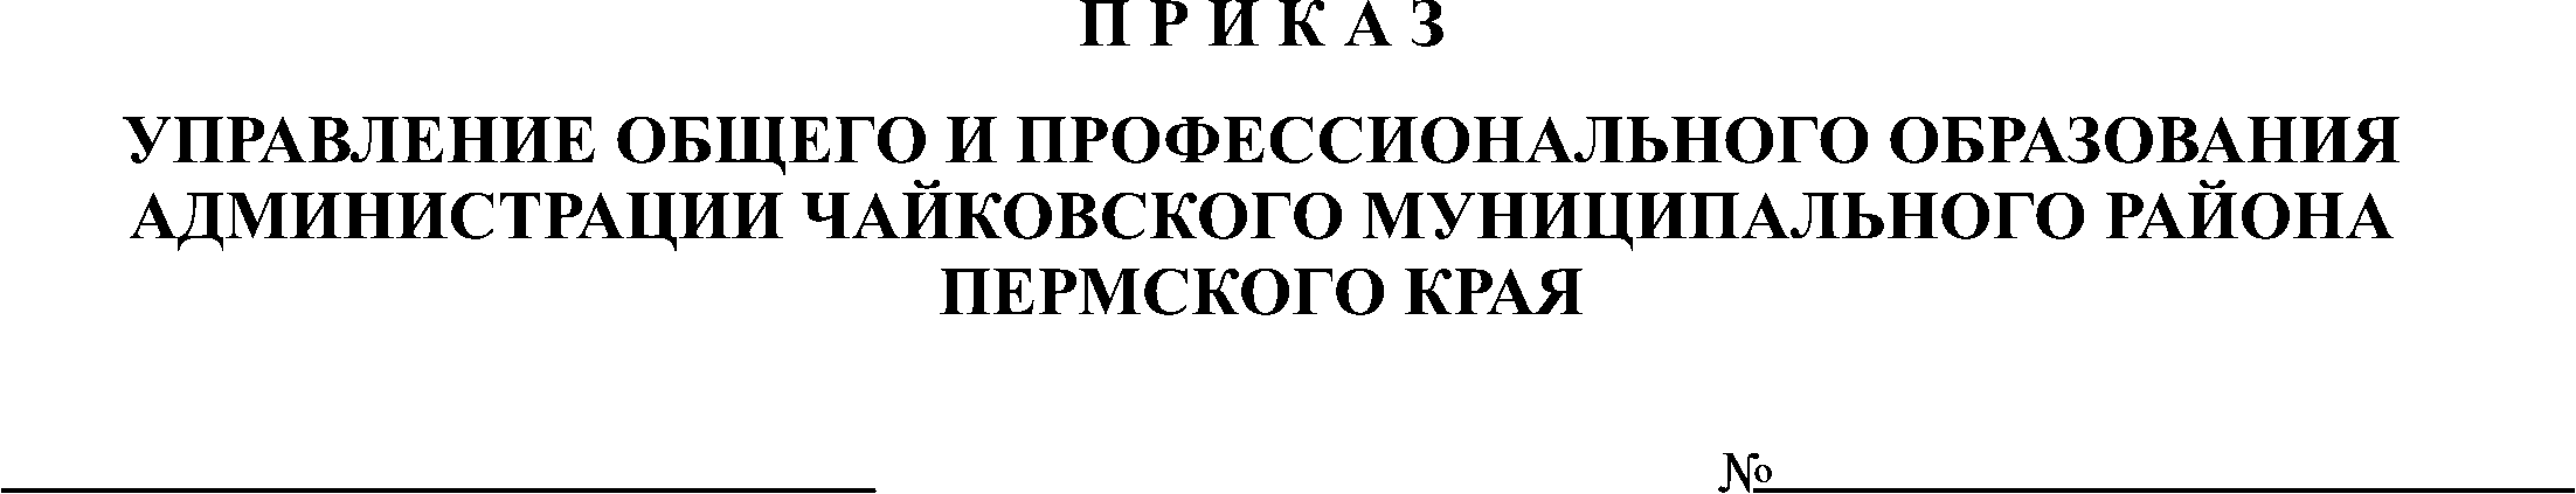 П Р И К А З
УПРАВЛЕНИЕ ОБЩЕГО И ПРОФЕССИОНАЛЬНОГО ОБРАЗОВАНИЯ
АДМИНИСТРАЦИИ ЧАЙКОВСКОГО МУНИЦИПАЛЬНОГО РАЙОНА
ПЕРМСКОГО КРАЯ
№